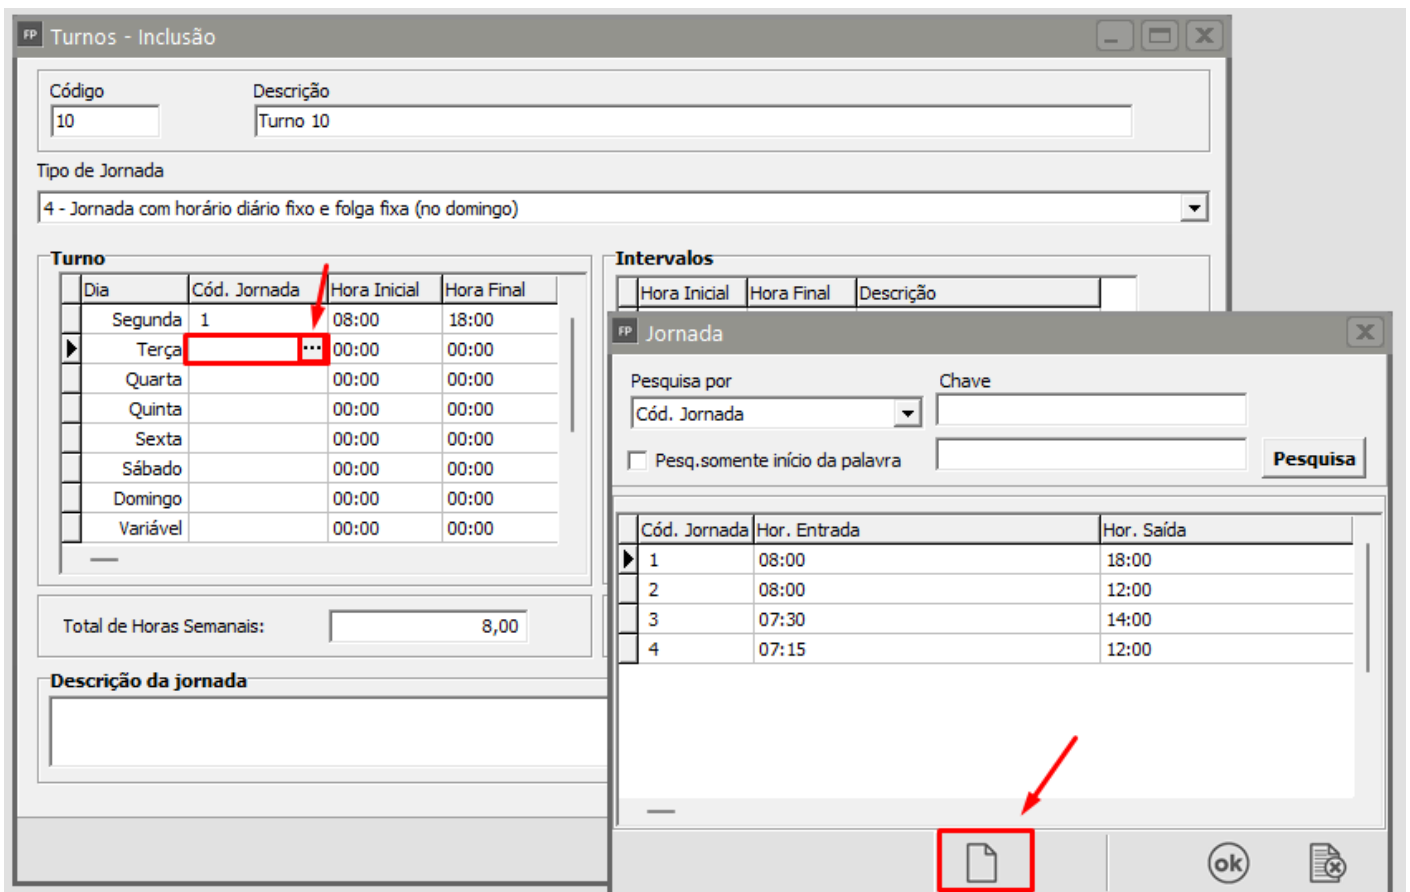 FP Turnos - Inclusão
Código Descrição
10 Turno 10
Tipo de Jornada
4 - Jornada com horário diário fixo e folga fixa (no domingo)
Turno
Dia Cód. Jornada Hora Inicial Hora Final
Segunda 1 08:00 18:00
Terça ... 00:00 00:00
Quarta 00:00 00:00
Quinta 00:00 00:00
Sexta 00:00 00:00
Sábado 00:00 00:00
Domingo 00:00 00:00
Variável 00:00 00:00
Intervalos
Hora Inicial Hora Final Descrição
Total de Horas Semanais: 8,00
Descrição da jornada
FP Jornada
Pesquisa por Chave
Cód. Jornada
Pesq.somente início da palavra Pesquisa
Cód. Jornada Hor. Entrada Hor. Saída
1 08:00 18:00
2 08:00 12:00
3 07:30 14:00
4 07:15 12:00
ok